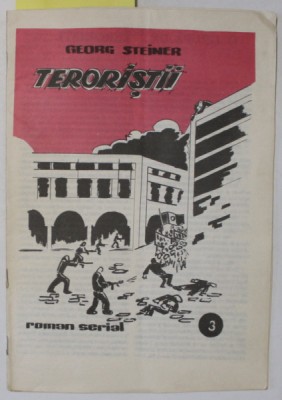 GEORG STEINER
TERORIȘTII
roman serial
3